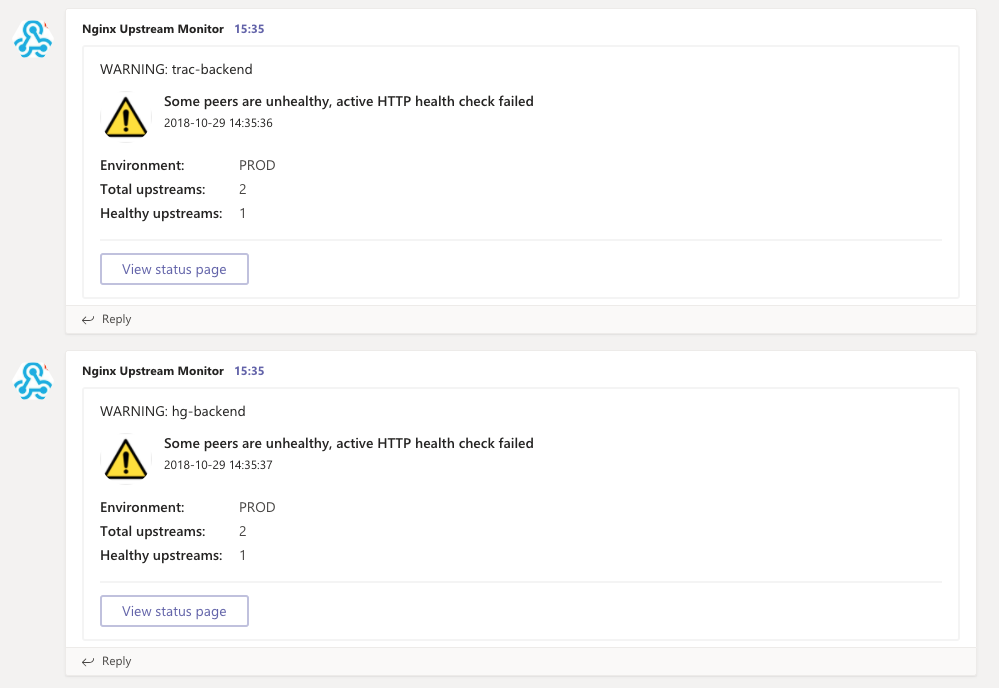 Nginx Upstream Monitor 15:35
WARNING: trac-backend
Some peers are unhealthy, active HTTP health check failed
2018-10-29 14:35:36
Environment: PROD
Total upstreams: 2
Healthy upstreams: 1
View status page
Reply
Nginx Upstream Monitor 15:35
WARNING: hg-backend
Some peers are unhealthy, active HTTP health check failed
2018-10-29 14:35:37
Environment: PROD
Total upstreams: 2
Healthy upstreams: 1
View status page
Reply